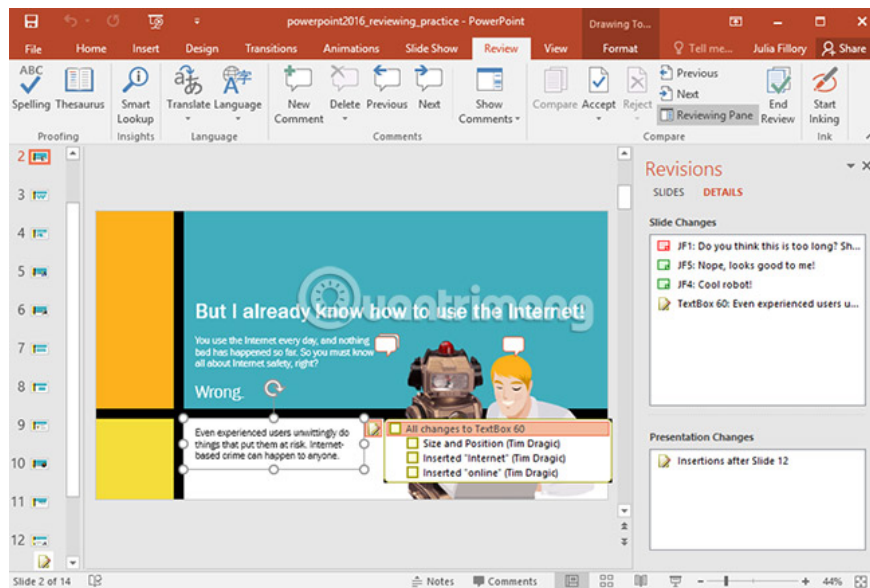 powerpoint2016_reviewing_practice - PowerPoint
Drawing To...
File
Home
Insert
Design
Transitions
Animations
Slide Show
Review
View
Format
Tell me...
Julia Fillory
Share
ABC
Spelling
Thesaurus
Smart
Lookup
Translate
Language
New
Comment
Delete
Previous
Next
Show
Comments
Compare
Accept
Reject
Previous
Next
Reviewing Pane
End
Review
Start
Inking
Proofing
Insights
Language
Comments
Compare
Ink
2
3
4
5
6
7
8
9
10
11
12
But I already know how to use the Internet!
You use the Internet every day, and nothing
bad has happened so far. So you must know
all about Internet safety, right?
Wrong.
Even experienced users unwittingly do
things that put them at risk. Internet-
based crime can happen to anyone.
All changes to TextBox 60
Size and Position (Tim Dragic)
Inserted "Internet" (Tim Dragic)
Inserted "online" (Tim Dragic)
Quantrimang
Revisions
SLIDES
DETAILS
Slide Changes
JF1: Do you think this is too long? Sh...
JF5: Nope, looks good to me!
JF4: Cool robot!
TextBox 60: Even experienced users u...
Presentation Changes
Insertions after Slide 12
Slide 2 of 14
Notes
Comments
44%